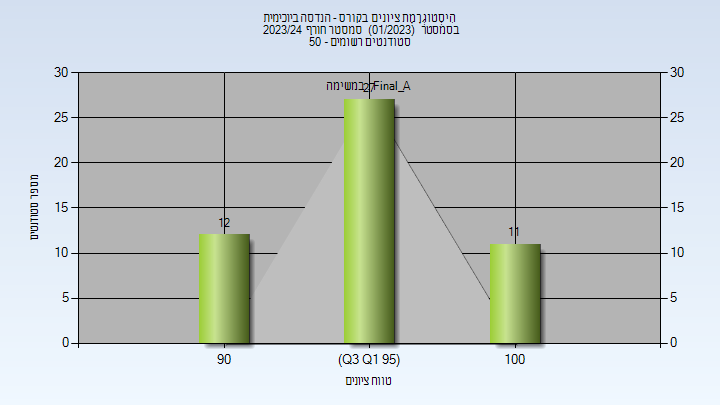 היסטוגרמת ציונים בקורס - הנדסה ביוכימית
בסמסטר (01/2023) סמסטר חורף 2023/24
סטודנטים רשומים - 50
במשימה Final_A
27
12
11
30
25
20
15
10
5
0
30
25
20
15
10
5
0
מספר סטודנטים
90
(Q3 Q1 95)
100
טווח ציונים